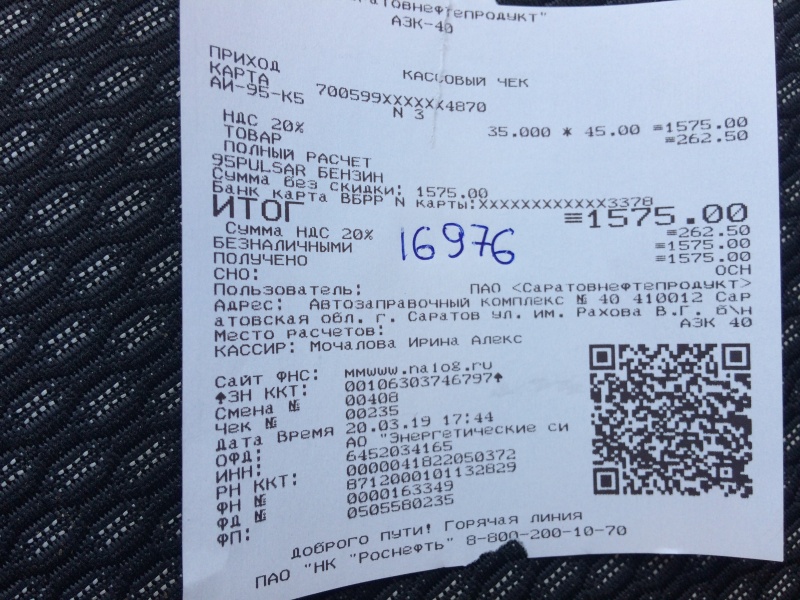 ратовнефтепродукт"
АЗК-40
КАССОВЫЙ ЧЕК
ПРИХОД
КАРТА 700599XXXXXX4870
АИ-95-К5 N 3
35.000 * 45.00 ≡1575.00
НДС 20% ≡262.50
ТОВАР
ПОЛНЫЙ РАСЧЕТ
95PULSAR БЕНЗИН
Сумма без скидки: 1575.00
Банк карта ВБРР N карты:XXXXXXXXXXXX3378
ИТОГ ≡1575.00
Сумма НДС 20% ≡262.50
БЕЗНАЛИЧНЫМИ ≡1575.00
ПОЛУЧЕНО ≡1575.00
16976
СНО: ОСН
Пользователь: ПАО <Саратовнефтепродукт>
Адрес: Автозаправочный комплекс № 40 410012 Сар
атовская обл. г. Саратов ул. им. Рахова В.Г. б\н
Место расчетов: АЗК 40
КАССИР: Мочалова Ирина Алекс
Сайт ФНС: ммwww.nalog.ru
↑ЗН ККТ: 00106303746797↑
Смена № 00408
Чек № 00235
Дата Время 20.03.19 17:44
ОФД: АО "Энергетические си
ИНН: 6452034165
РН ККТ: 0000041822050372
ФН № 8712000101132829
ФД № 0000163349
ФП: 0505580235
Доброго пути! Горячая линия
ПАО "НК "Роснефть" 8-800-200-10-70